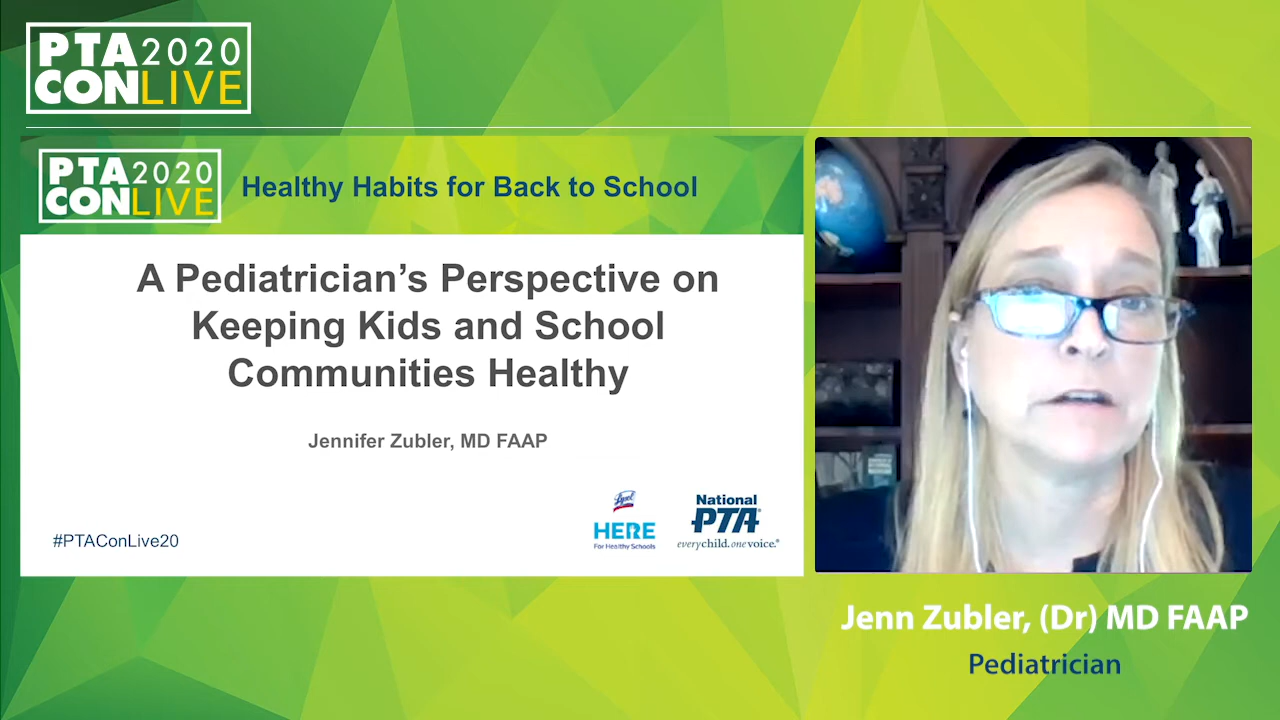 PTA2020
CONLIVE
PTA2020
CONLIVE
Healthy Habits for Back to School
A Pediatrician’s Perspective on
Keeping Kids and School
Communities Healthy
Jennifer Zubler, MD FAAP
Lysol
HERE
For Healthy Schools
National
PTA®
everychild.onevoice.®
#PTAConLive20
Jenn Zubler, (Dr) MD FAAP
Pediatrician